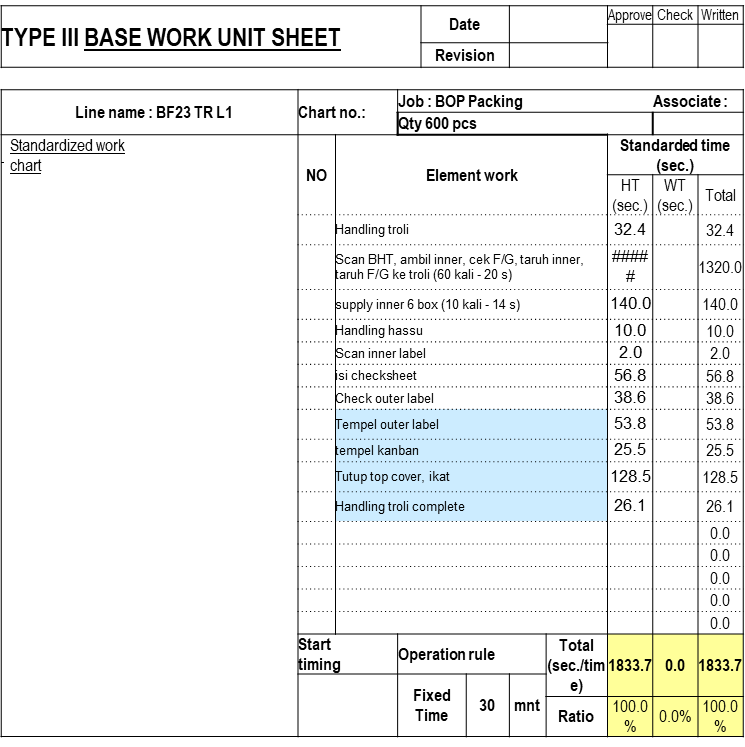 Approve Check Written
TYPE III BASE WORK UNIT SHEET
Date
Revision
Line name : BF23 TR L1
Chart no.:
Job : BOP Packing
Associate :
Qty 600 pcs
Standardized work
chart
NO
Element work
Standarded time
(sec.)
HT
(sec.)
WT
(sec.)
Total
Handling troli 32.4 32.4
Scan BHT, ambil inner, cek F/G, taruh inner,
taruh F/G ke troli (60 kali - 20 s)
####
#
1320.0
supply inner 6 box (10 kali - 14 s) 140.0 140.0
Handling hassu 10.0 10.0
Scan inner label 2.0 2.0
isi checksheet 56.8 56.8
Check outer label 38.6 38.6
Tempel outer label 53.8 53.8
tempel kanban 25.5 25.5
Tutup top cover, ikat 128.5 128.5
Handling troli complete 26.1 26.1
0.0
0.0
0.0
0.0
0.0
Start
timing
Operation rule
Total
(sec./tim
e)
1833.7 0.0 1833.7
Fixed
Time
30 mnt
Ratio
100.0
%
0.0%
100.0
%